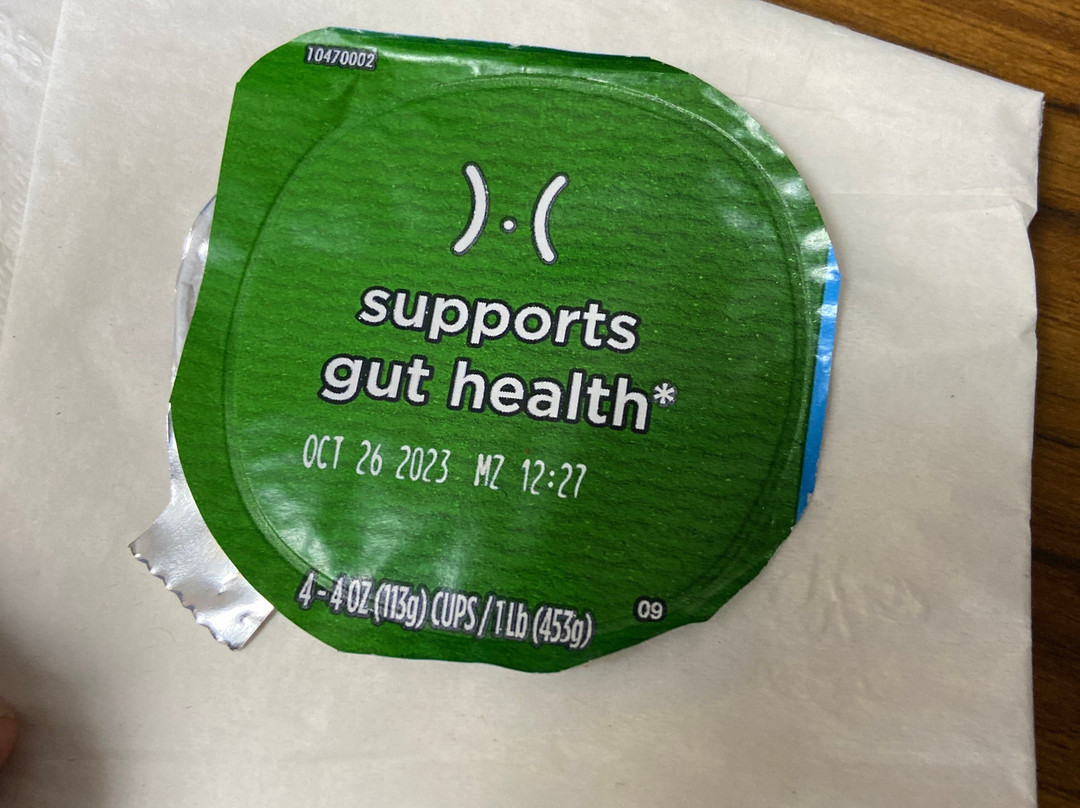 10470002
supports
gut health*
OCT 26 2023 MZ 12:27
4 - 4 OZ (113g) CUPS / 1 Lb (453g)
09